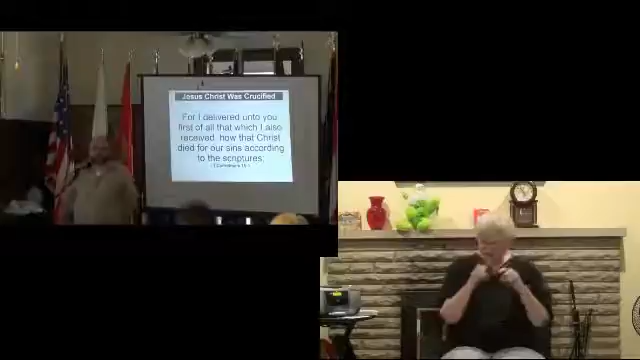 Jesus Christ Was Crucified
For I delivered unto you
first of all that which I also
received, how that Christ
died for our sins according
to the scriptures;